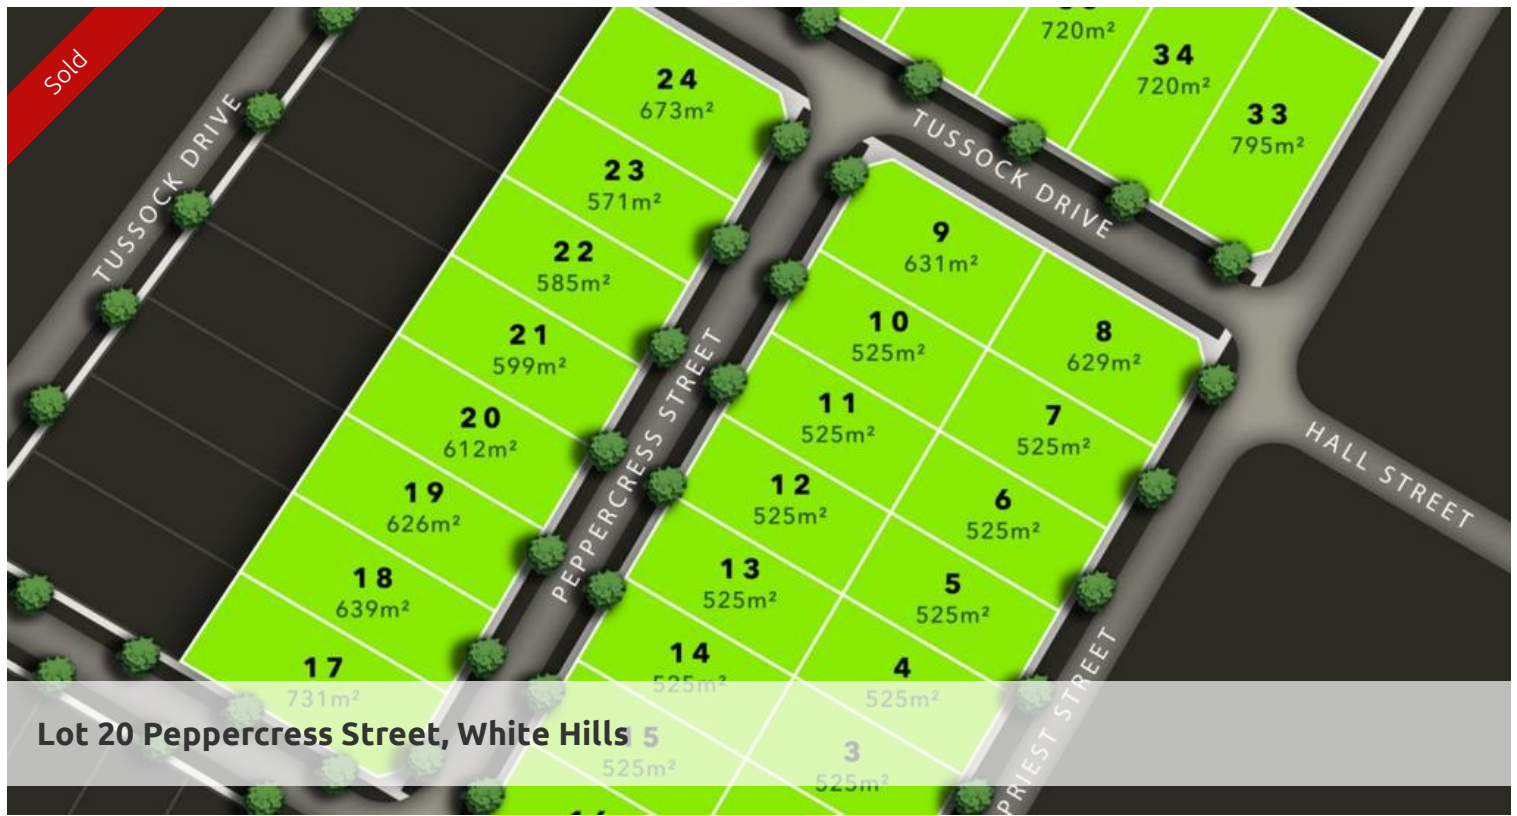 Sold
TUSSOCK DRIVE
24
673m²
23
571m²
22
585m²
21
599m²
20
612m²
19
626m²
18
639m²
17
731m²
PEPPERCRESS STREET
720m²
34
720m²
33
795m²
TUSSOCK DRIVE
9
631m²
10
525m²
11
525m²
12
525m²
13
525m²
14
525m²
15
525m²
8
629m²
7
525m²
6
525m²
5
525m²
4
525m²
3
525m²
HALL STREET
PRIEST STREET
Lot 20 Peppercress Street, White Hills